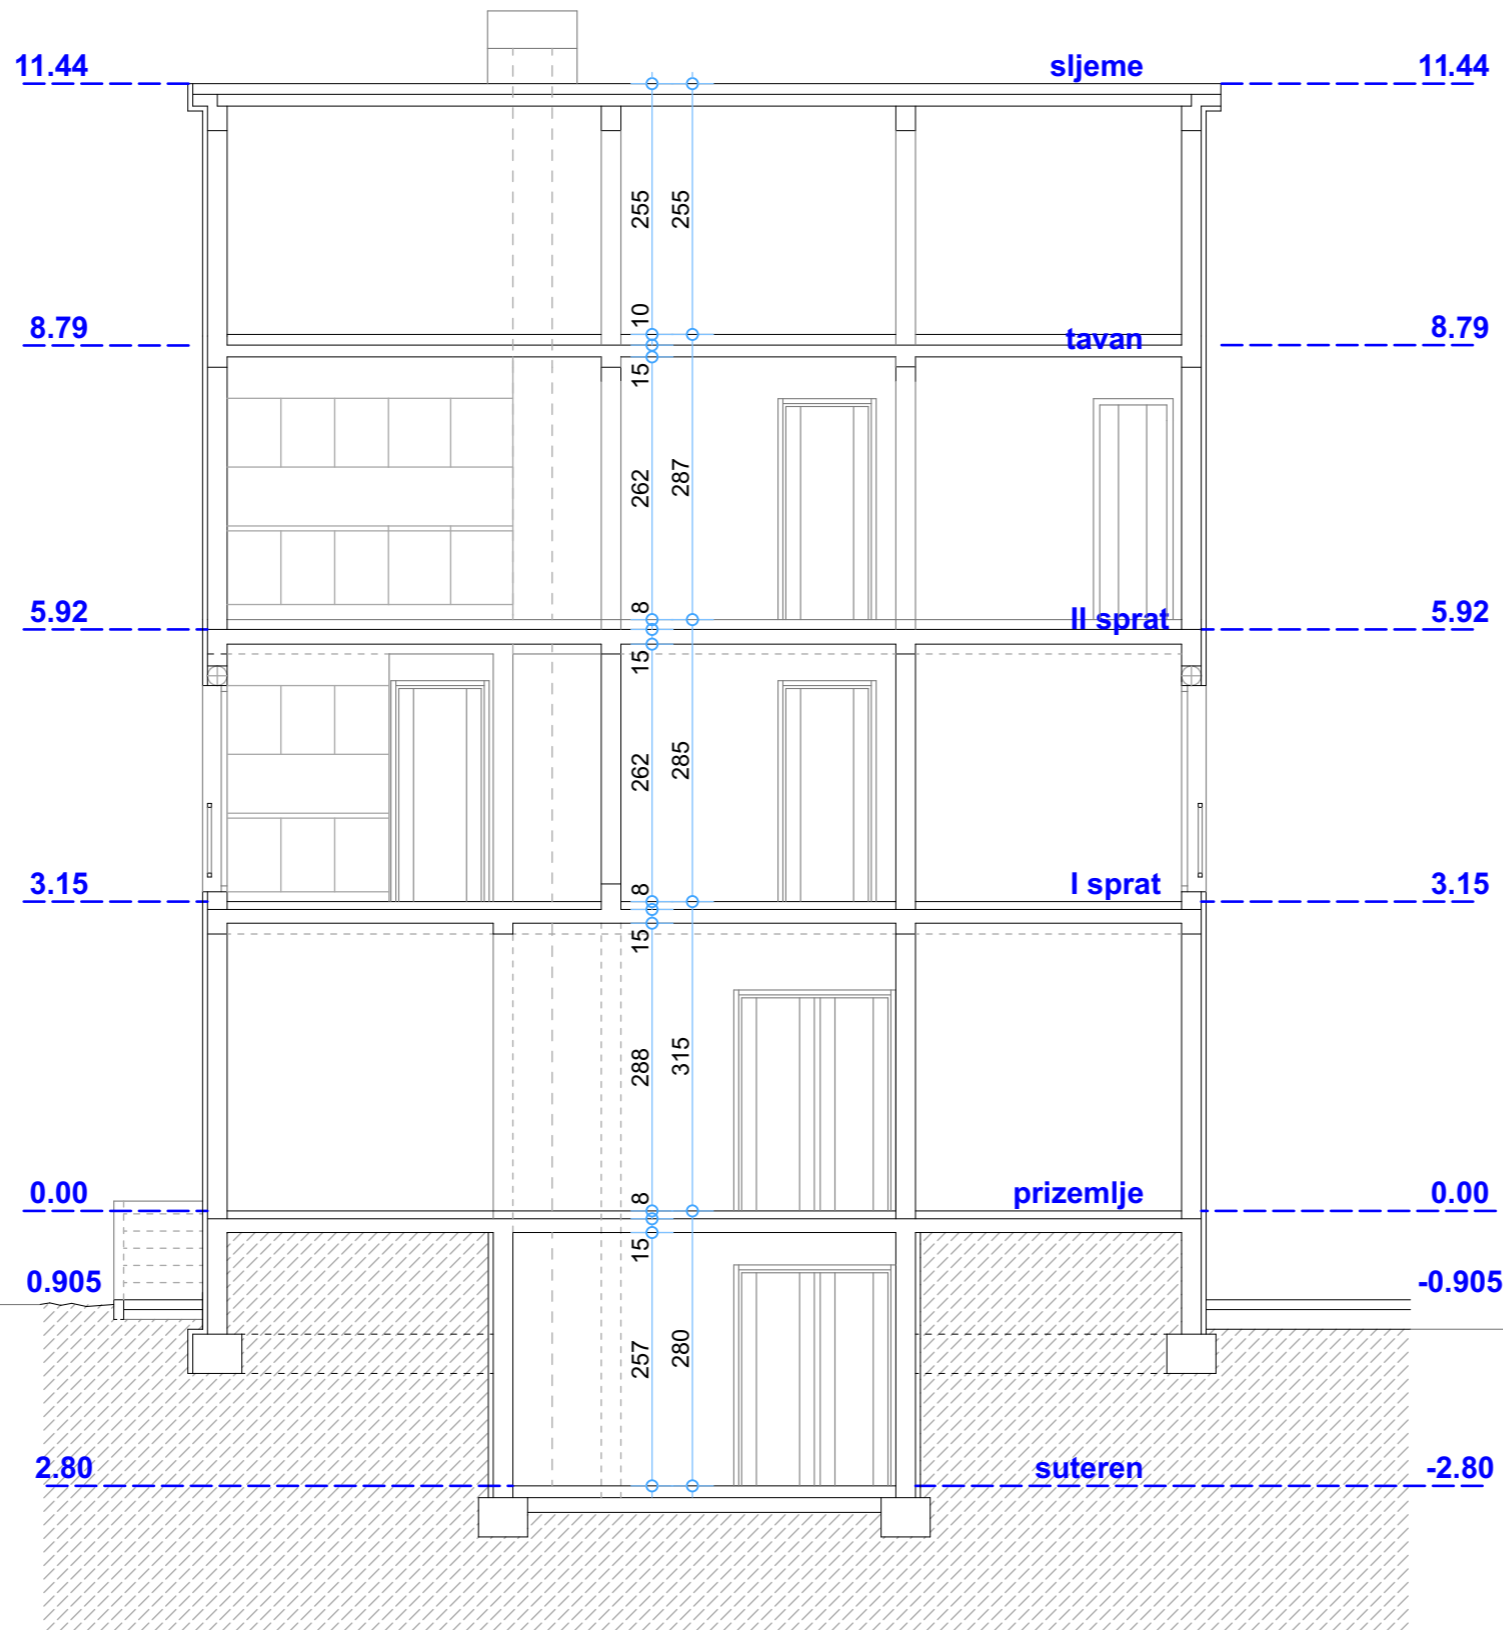 11.44 sljeme 11.44
255 255
10
8.79 tavan 8.79
15
262 287
8
5.92 II sprat 5.92
15
262 285
8
3.15 I sprat 3.15
15
288 315
8
0.00 prizemlje 0.00
15
0.905 -0.905
257 280
2.80 suteren -2.80